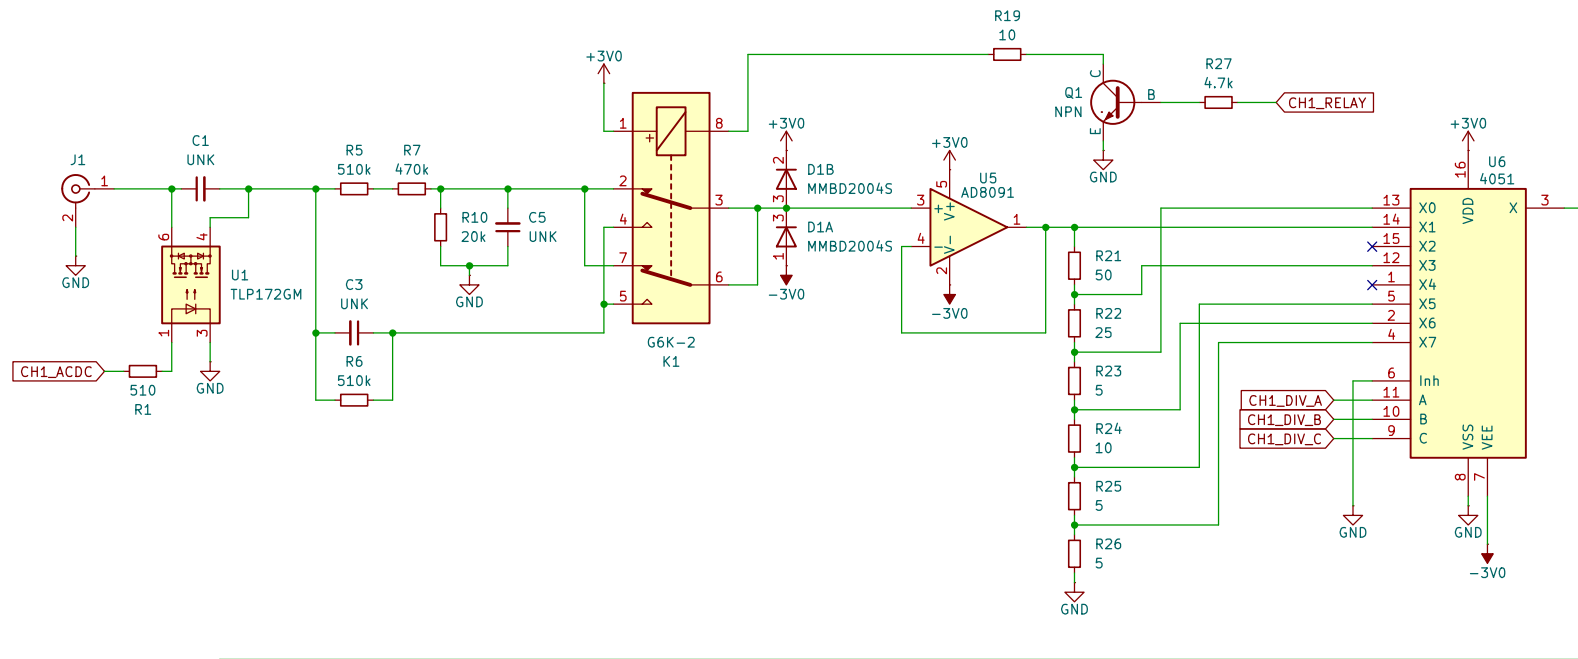 R19
10
+3V0
R27
4.7k
C
Q1
NPN
B
CH1_RELAY
E
GND
J1
1
2
GND
C1
UNK
6
4
U1
TLP172GM
1
3
CH1_ACDC
510
R1
GND
R5
510k
R7
470k
R10
20k
C5
UNK
GND
C3
UNK
R6
510k
1
+
8
2
3
4
7
6
5
G6K-2
K1
+3V0
2
D1B
MMBD2004S
3
3
D1A
MMBD2004S
1
-3V0
+3V0
5
U5
AD8091
3
+
V+
1
4
-
V-
2
-3V0
R21
50
R22
25
R23
5
R24
10
R25
5
R26
5
GND
+3V0
U6
4051
16
VDD
13
X0
X
3
14
X1
15
X2
12
X3
1
X4
5
X5
2
X6
4
X7
6
Inh
CH1_DIV_A
11
A
CH1_DIV_B
10
B
CH1_DIV_C
9
C
VSS
VEE
8
7
GND
GND
-3V0